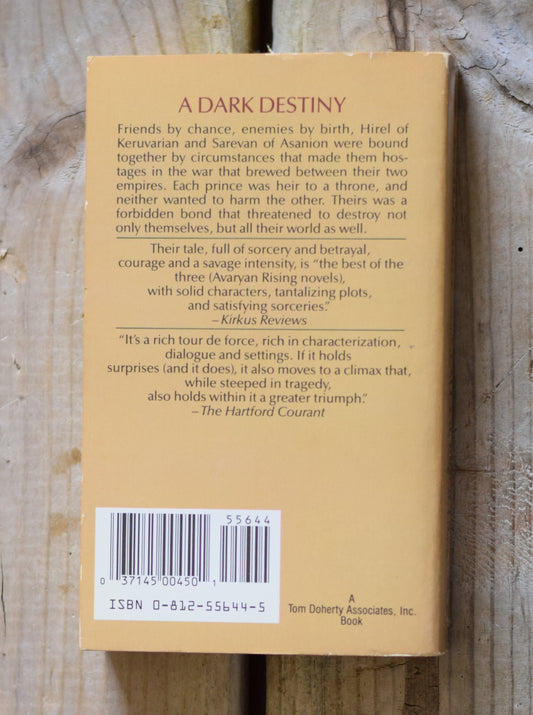 A DARK DESTINY
Friends by chance, enemies by birth, Hirel of
Keruvarian and Sarevan of Asanion were bound
together by circumstances that made them hos-
tages in the war that brewed between their two
empires. Each prince was heir to a throne, and
neither wanted to harm the other. Theirs was a
forbidden bond that threatened to destroy not
only themselves, but all their world as well.
Their tale, full of sorcery and betrayal,
courage and a savage intensity, is "the best of the
three (Avaryan Rising novels),
with solid characters, tantalizing plots,
and satisfying sorceries."
– Kirkus Reviews
"It's a rich tour de force, rich in characterization,
dialogue and settings. If it holds
surprises (and it does), it also moves to a climax that,
while steeped in tragedy,
also holds within it a greater triumph."
– The Hartford Courant
55644
0 37145 00450 1
ISBN 0-812-55644-5
A
Tom Doherty Associates, Inc.
Book